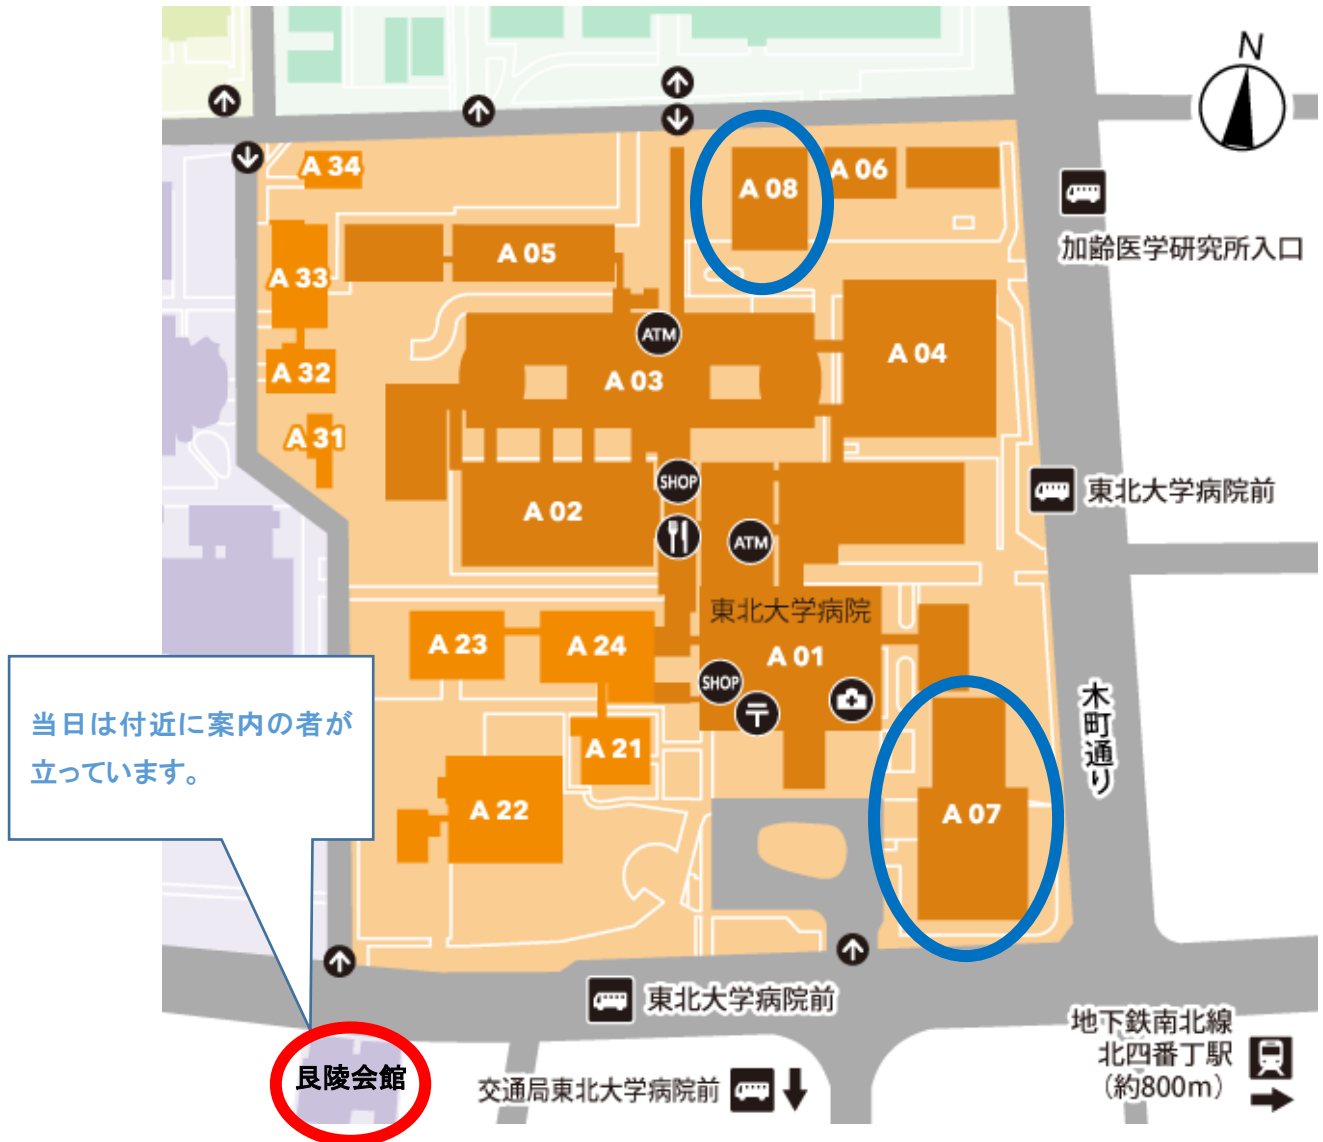 N
A 34
A 08
A 06
加齢医学研究所入口
A 33
A 05
ATM
A 04
A 32
A 03
A 31
SHOP
東北大学病院前
A 02
ATM
東北大学病院
A 23
A 24
A 01
SHOP
〒
木町通り
当日は付近に案内の者が
立っています。
A 21
A 22
A 07
東北大学病院前
地下鉄南北線
北四番丁駅
(約800m)
艮陵会館
交通局東北大学病院前